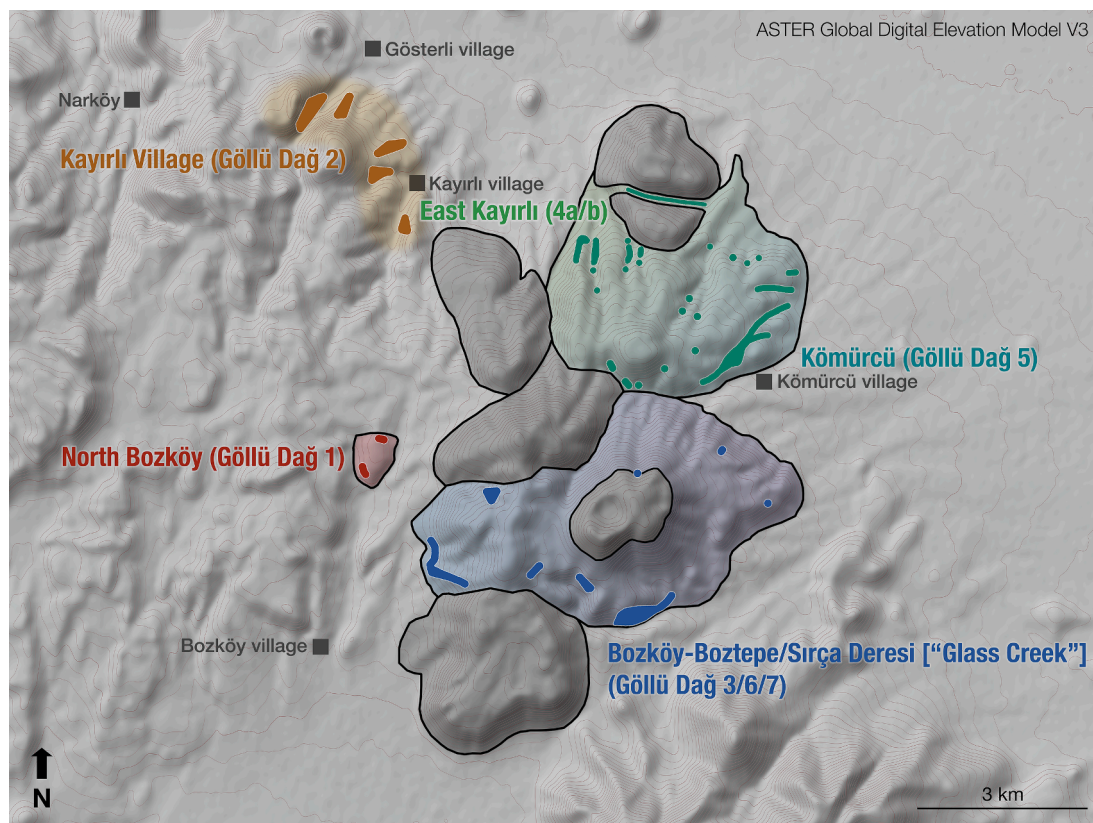 ASTER Global Digital Elevation Model V3
Gösterli village
Narköy
Kayırlı Village (Göllü Dağ 2)
Kayırlı village
East Kayırlı (4a/b)
Kömürcü (Göllü Dağ 5)
Kömürcü village
North Bozköy (Göllü Dağ 1)
Bozköy village
Bozköy-Boztepe/Sırça Deresi [“Glass Creek”]
(Göllü Dağ 3/6/7)
N
3 km